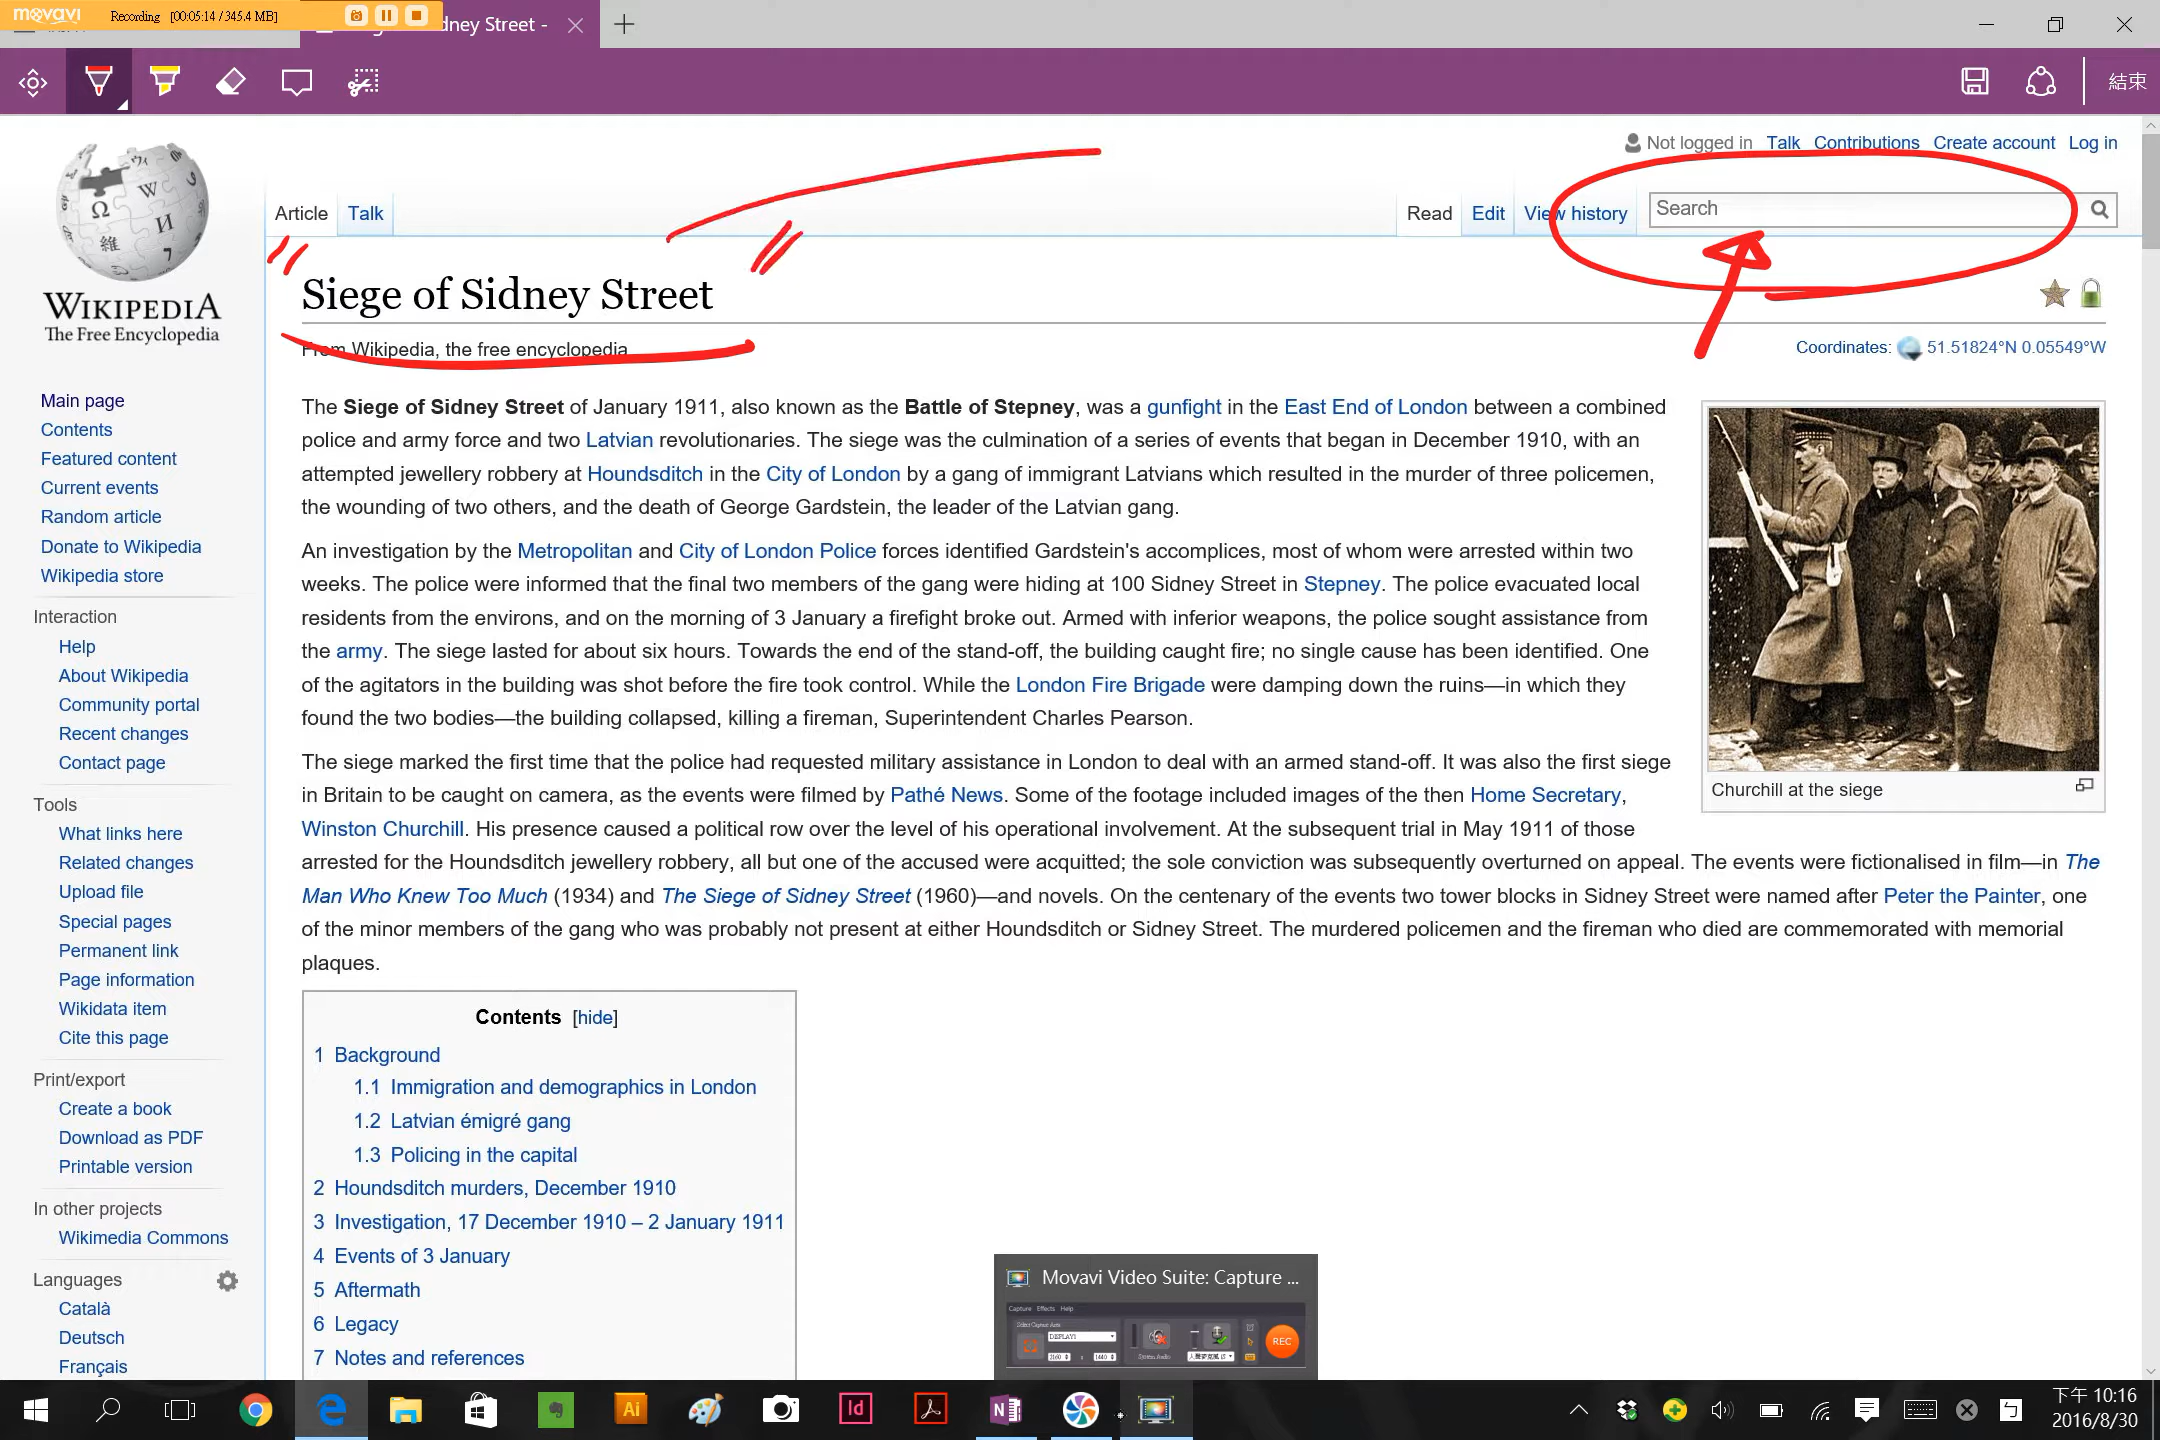 movavi Recording [00:05:14 / 345.4 MB]
dney Street -
結束
Not logged in Talk Contributions Create account Log in
Article Talk
Read Edit View history
Search
WIKIPEDIA
The Free Encyclopedia
Siege of Sidney Street
From Wikipedia, the free encyclopedia
Coordinates: 51.51824°N 0.05549°W
Main page
Contents
Featured content
Current events
Random article
Donate to Wikipedia
Wikipedia store
Interaction
Help
About Wikipedia
Community portal
Recent changes
Contact page
Tools
What links here
Related changes
Upload file
Special pages
Permanent link
Page information
Wikidata item
Cite this page
Print/export
Create a book
Download as PDF
Printable version
In other projects
Wikimedia Commons
Languages
Català
Deutsch
Français
The Siege of Sidney Street of January 1911, also known as the Battle of Stepney, was a gunfight in the East End of London between a combined
police and army force and two Latvian revolutionaries. The siege was the culmination of a series of events that began in December 1910, with an
attempted jewellery robbery at Houndsditch in the City of London by a gang of immigrant Latvians which resulted in the murder of three policemen,
the wounding of two others, and the death of George Gardstein, the leader of the Latvian gang.
An investigation by the Metropolitan and City of London Police forces identified Gardstein's accomplices, most of whom were arrested within two
weeks. The police were informed that the final two members of the gang were hiding at 100 Sidney Street in Stepney. The police evacuated local
residents from the environs, and on the morning of 3 January a firefight broke out. Armed with inferior weapons, the police sought assistance from
the army. The siege lasted for about six hours. Towards the end of the stand-off, the building caught fire; no single cause has been identified. One
of the agitators in the building was shot before the fire took control. While the London Fire Brigade were damping down the ruins—in which they
found the two bodies—the building collapsed, killing a fireman, Superintendent Charles Pearson.
The siege marked the first time that the police had requested military assistance in London to deal with an armed stand-off. It was also the first siege
in Britain to be caught on camera, as the events were filmed by Pathé News. Some of the footage included images of the then Home Secretary,
Winston Churchill. His presence caused a political row over the level of his operational involvement. At the subsequent trial in May 1911 of those
arrested for the Houndsditch jewellery robbery, all but one of the accused were acquitted; the sole conviction was subsequently overturned on appeal. The events were fictionalised in film—in The
Man Who Knew Too Much (1934) and The Siege of Sidney Street (1960)—and novels. On the centenary of the events two tower blocks in Sidney Street were named after Peter the Painter, one
of the minor members of the gang who was probably not present at either Houndsditch or Sidney Street. The murdered policemen and the fireman who died are commemorated with memorial
plaques.
Churchill at the siege
Contents [hide]
1 Background
1.1 Immigration and demographics in London
1.2 Latvian émigré gang
1.3 Policing in the capital
2 Houndsditch murders, December 1910
3 Investigation, 17 December 1910 – 2 January 1911
4 Events of 3 January
5 Aftermath
6 Legacy
7 Notes and references
Movavi Video Suite: Capture ...
Capture Effects Help
Select Capture Area
DISPLAY1
2160 x 1440
System Audio
REC
Ai
Id
N
下午 10:16
2016/8/30